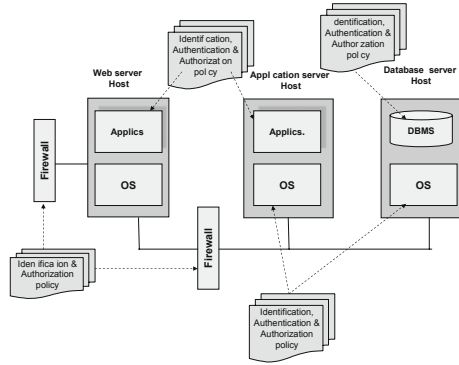 Identif cation,
Authentication &
Authorizat on
pol cy
dentification,
Authentication &
Author zation
po cy
Web server
Host
Appl cation server
Host
Database server
Host
Applics
Applics.
DBMS
OS
OS
OS
Firewall
Firewall
Iden ifica ion &
Authorization
policy
Identification,
Authentication &
Authorization
policy